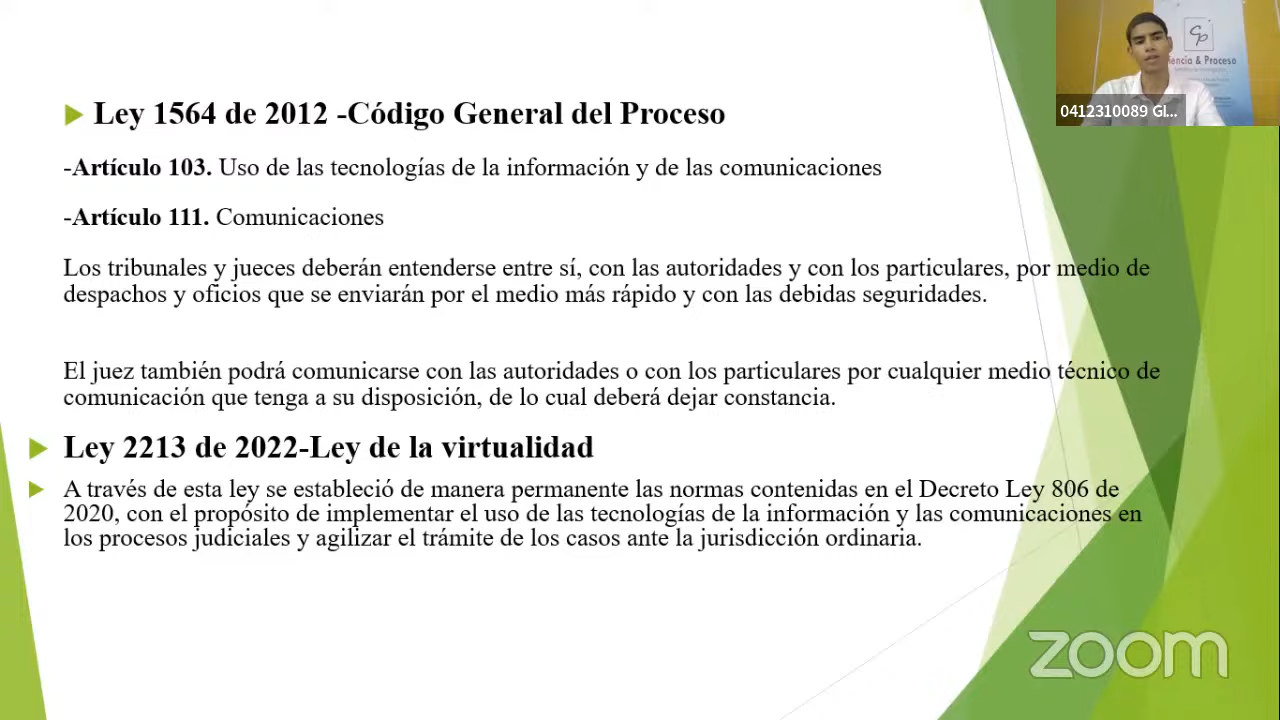 Ley 1564 de 2012 -Código General del Proceso
-Artículo 103. Uso de las tecnologías de la información y de las comunicaciones
-Artículo 111. Comunicaciones
Los tribunales y jueces deberán entenderse entre sí, con las autoridades y con los particulares, por medio de
despachos y oficios que se enviarán por el medio más rápido y con las debidas seguridades.
El juez también podrá comunicarse con las autoridades o con los particulares por cualquier medio técnico de
comunicación que tenga a su disposición, de lo cual deberá dejar constancia.
Ley 2213 de 2022-Ley de la virtualidad
A través de esta ley se estableció de manera permanente las normas contenidas en el Decreto Ley 806 de
2020, con el propósito de implementar el uso de las tecnologías de la información y las comunicaciones en
los procesos judiciales y agilizar el trámite de los casos ante la jurisdicción ordinaria.
cp
& Proceso
0412310089 Gl...
zoom